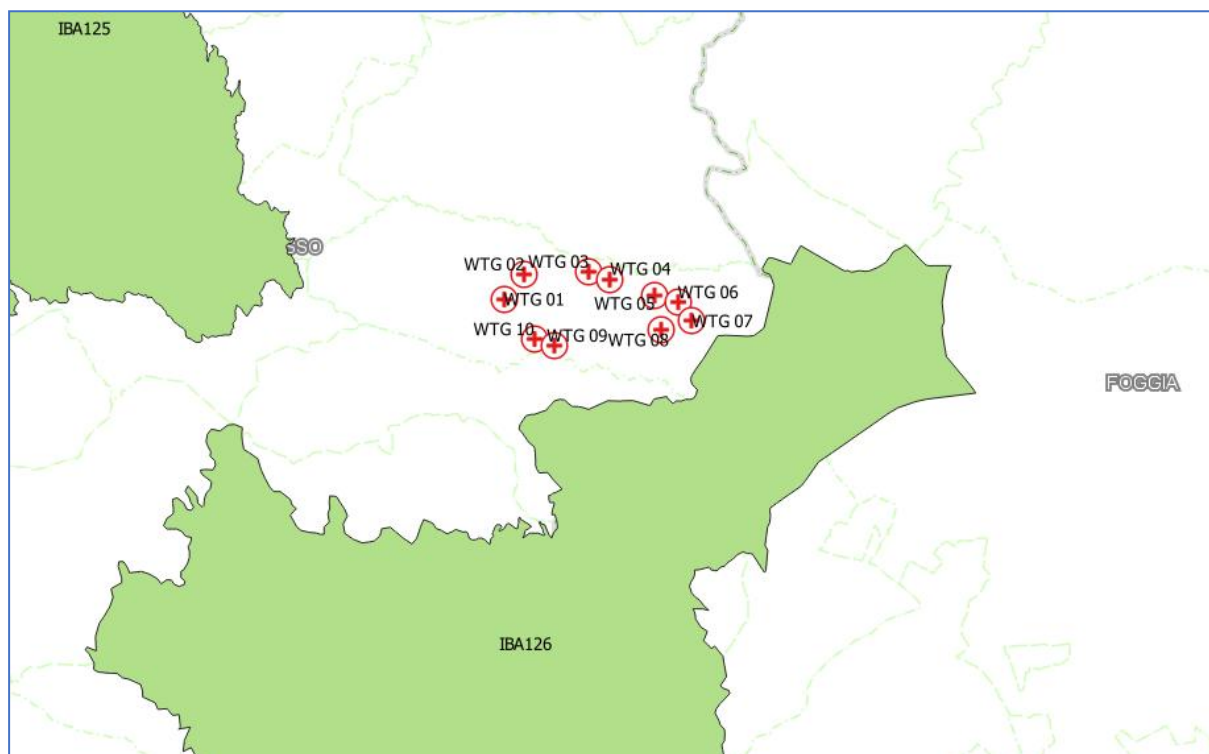 IBA125
SSO
WTG 02
WTG 03
WTG 04
WTG 01
WTG 05
WTG 06
WTG 10
WTG 09
WTG 08
WTG 07
FOGGIA
IBA126